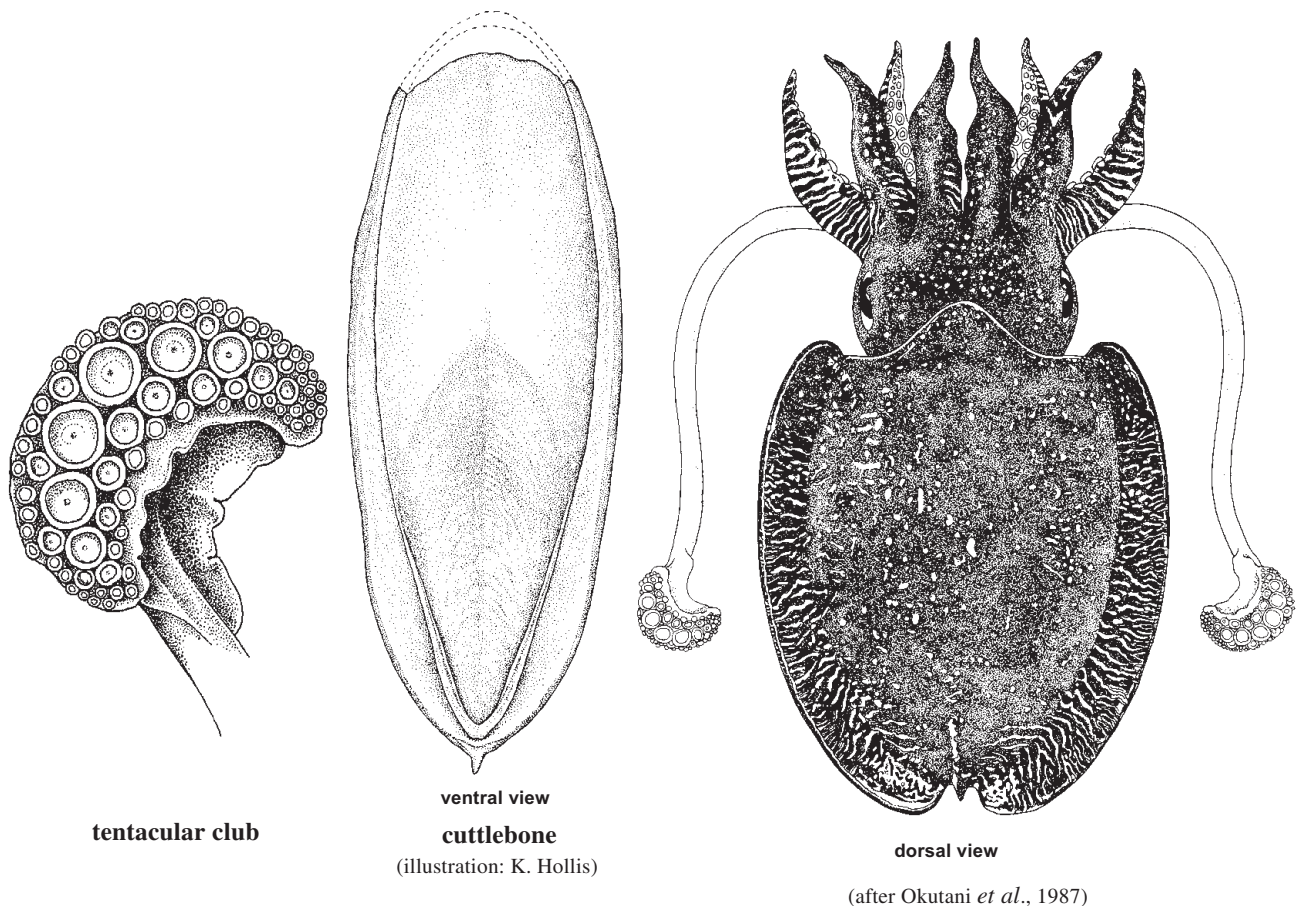 tentacular club
ventral view
cuttlebone
(illustration: K. Hollis)
dorsal view
(after Okutani et al., 1987)